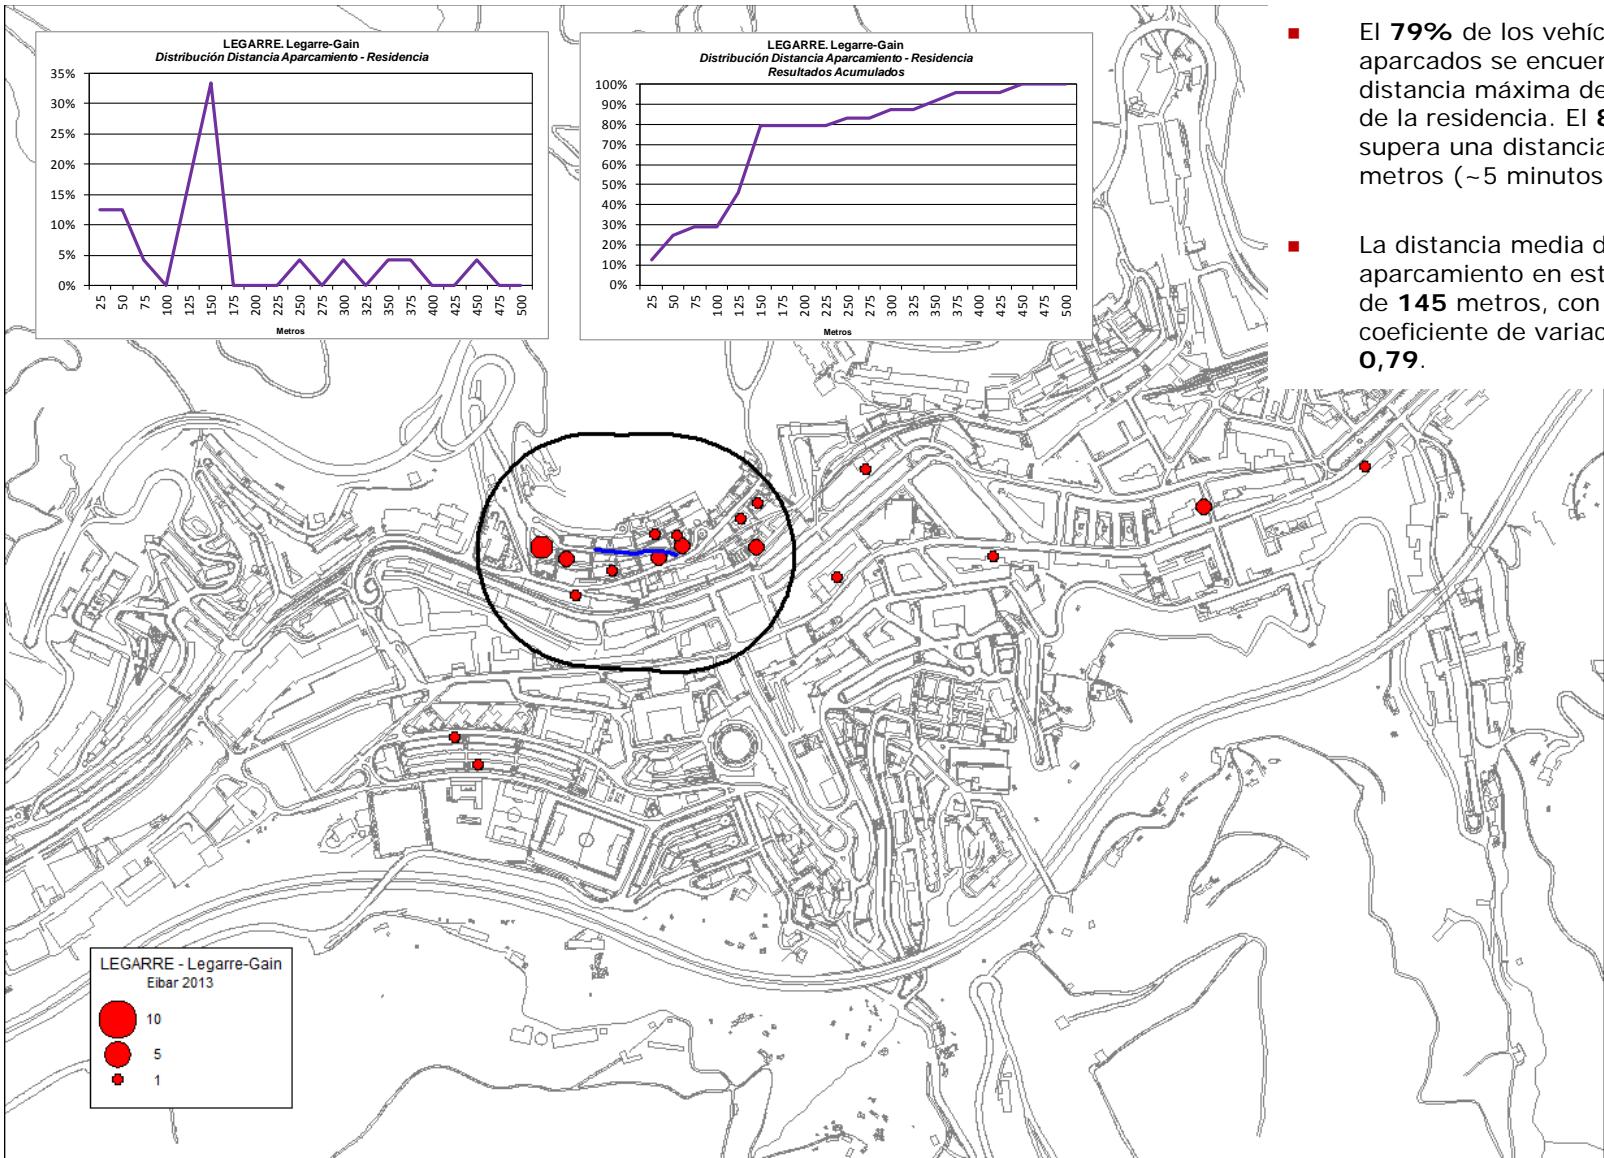 LEGARRE. Legarre-Gain
Distribución Distancia Aparcamiento - Residencia
35%
30%
25%
20%
15%
10%
5%
0%
25 50 75 100 125 150 175 200 225 250 275 300 325 350 375 400 425 450 475 500
Metros
LEGARRE. Legarre-Gain
Distribución Distancia Aparcamiento - Residencia
Resultados Acumulados
100%
90%
80%
70%
60%
50%
40%
30%
20%
10%
0%
25 50 75 100 125 150 175 200 225 250 275 300 325 350 375 400 425 450 475 500
Metros
El 79% de los vehíc
aparcados se encuer
distancia máxima de
de la residencia. El 8
supera una distancia
metros (~5 minutos
La distancia media d
aparcamiento en est
de 145 metros, con
coeficiente de variac
0,79.
LEGARRE - Legarre-Gain
Eibar 2013
10
5
1